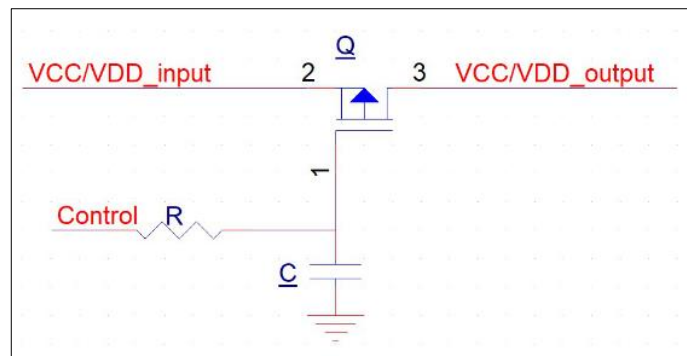 Q
VCC/VDD_input 2 3 VCC/VDD_output
1
Control R
C